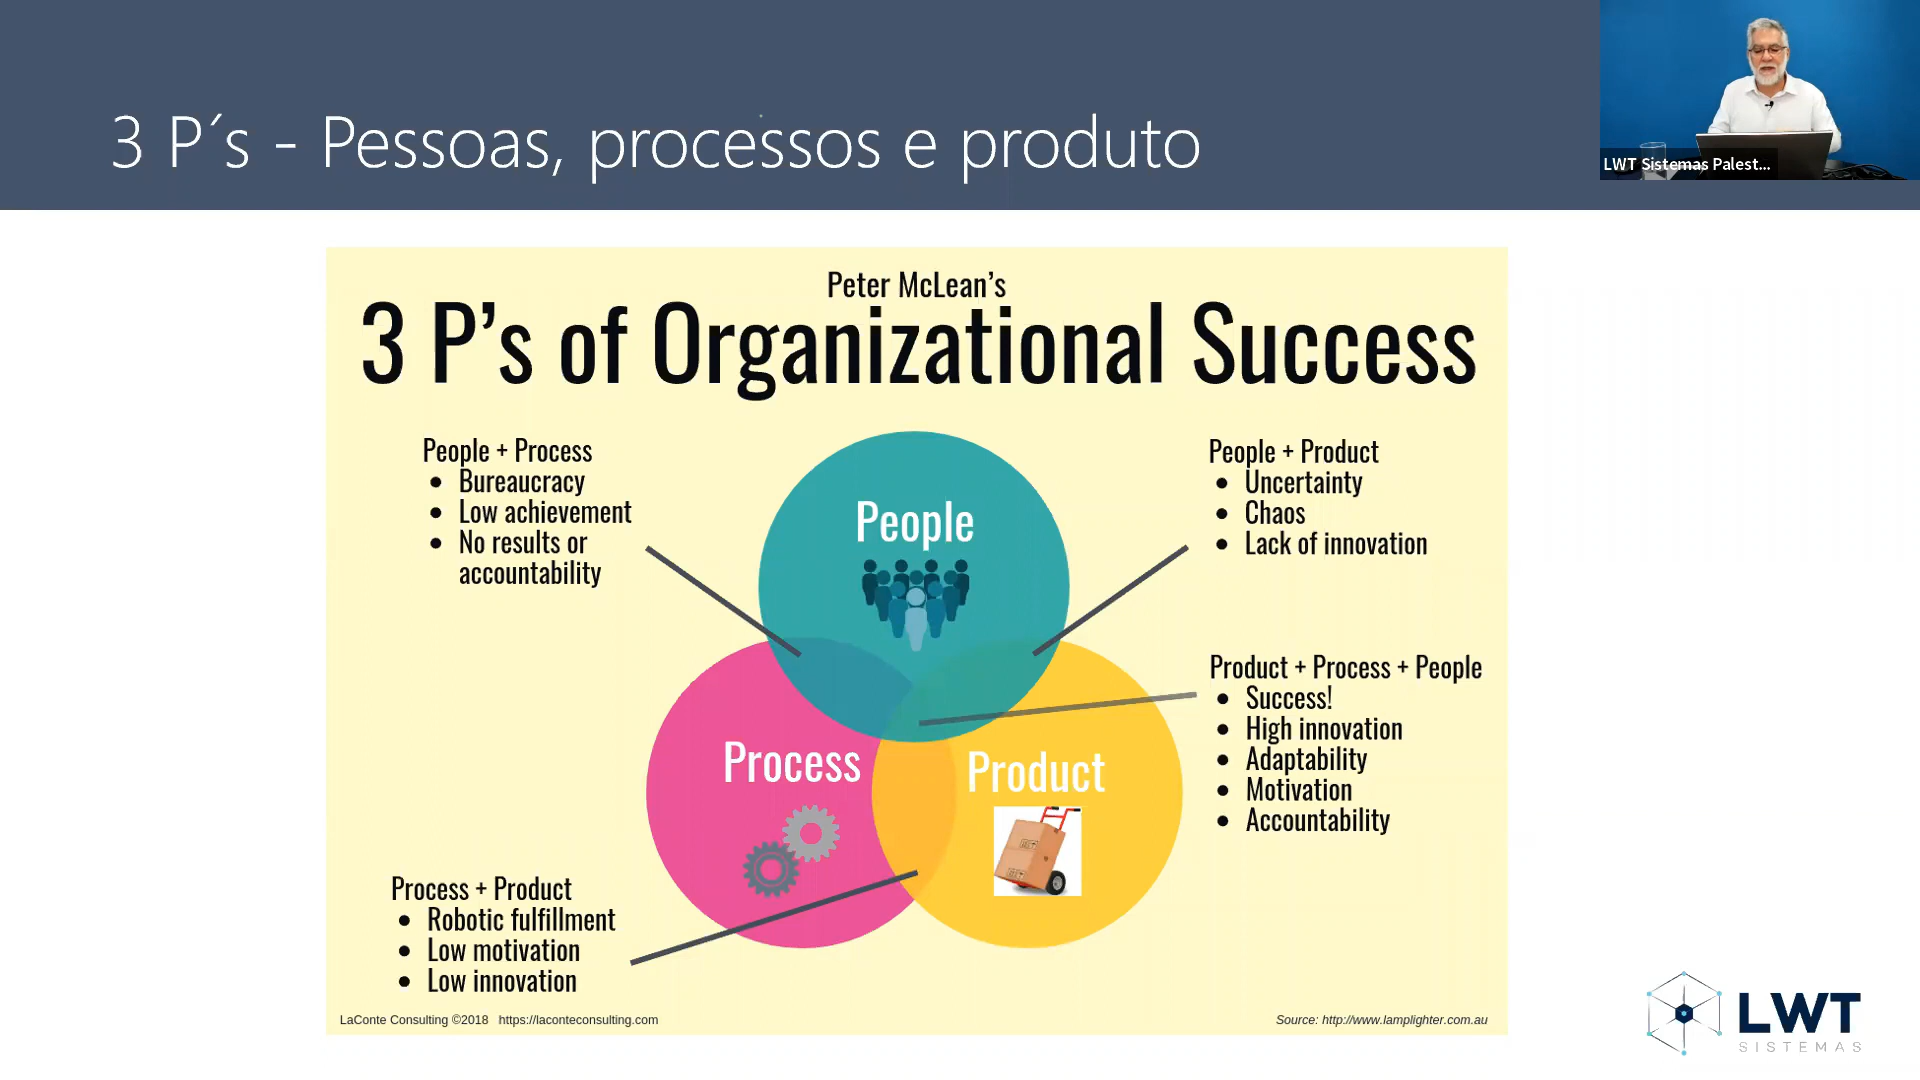 3 P´s - Pessoas, processos e produto
LWT Sistemas Palest...
Peter McLean’s
3 P’s of Organizational Success
People + Process
• Bureaucracy
• Low achievement
• No results or
accountability
People + Product
• Uncertainty
• Chaos
• Lack of innovation
People
Process
Product
Product + Process + People
• Success!
• High innovation
• Adaptability
• Motivation
• Accountability
Process + Product
• Robotic fulfillment
• Low motivation
• Low innovation
LaConte Consulting ©2018 https://laconteconsulting.com
Source: http://www.lamplighter.com.au
LWT
SISTEMAS